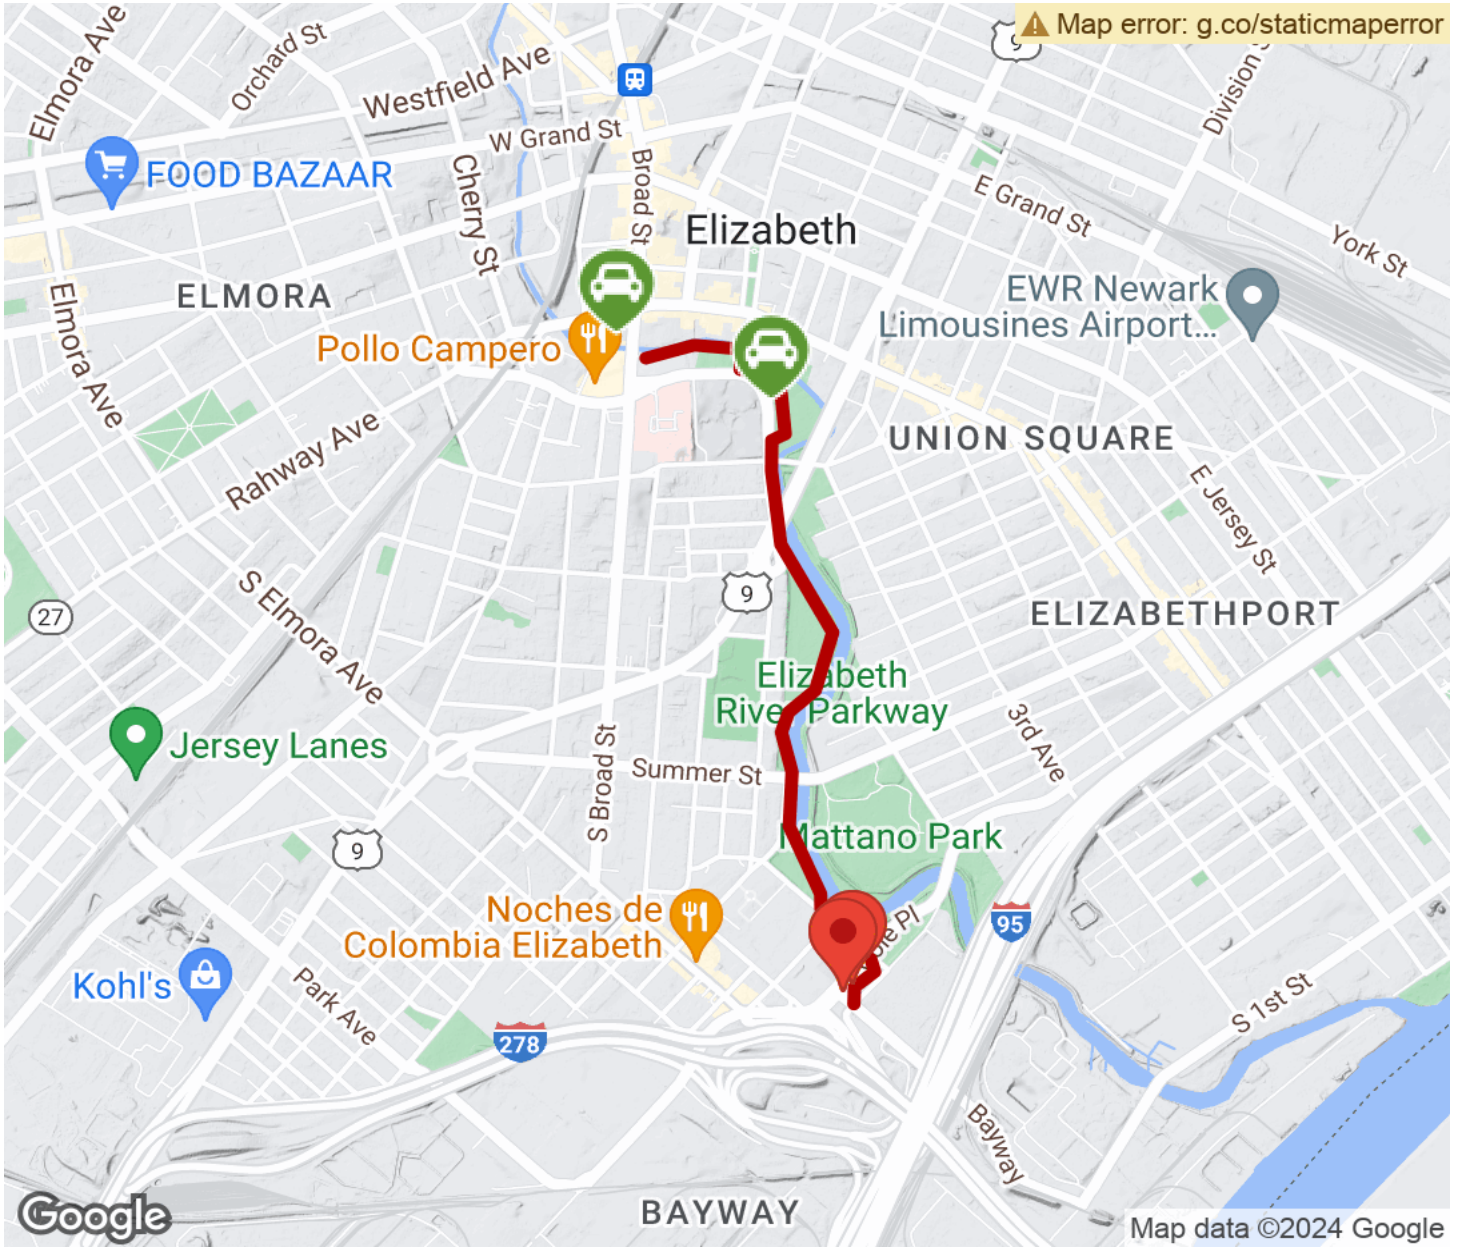 Map error: g.co/staticmaperror
9
Elmora Ave
Orchard St
Westfield Ave
W Grand St
Division
FOOD BAZAAR
Cherry St
Broad St
E Grand St
York St
Elizabeth
ELMORA
EWR Newark
Limousines Airport...
Elmora Ave
Pollo Campero
Rahway Ave
UNION SQUARE
E Jersey St
S Elmora Ave
9
27
ELIZABETHPORT
Elizabeth
River Parkway
3rd Ave
Jersey Lanes
S Broad St
Summer St
9
Mattano Park
Noches de
Colombia Elizabeth
Pl
95
Kohl's
Park Ave
278
S 1st St
Bayway
BAYWAY
Google
Map data ©2024 Google